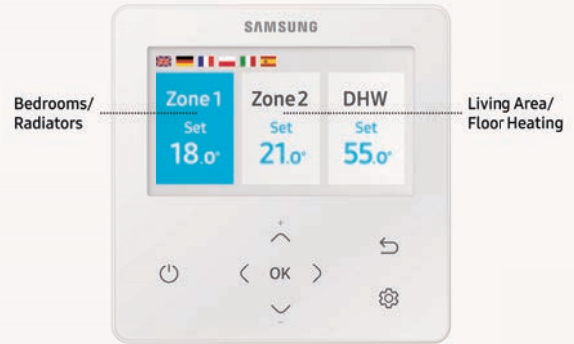 SAMSUNG
Zone 1
Set
18.0°
Zone 2
Set
21.0°
DHW
Set
55.0°
Bedrooms/
Radiators
Living Area/
Floor Heating
+
OK
-